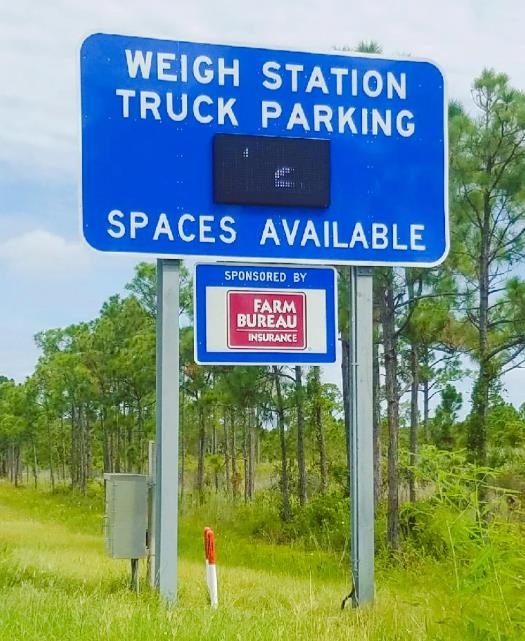 WEIGH STATION
TRUCK PARKING
SPACES AVAILABLE
SPONSORED BY
FARM
BUREAU
INSURANCE